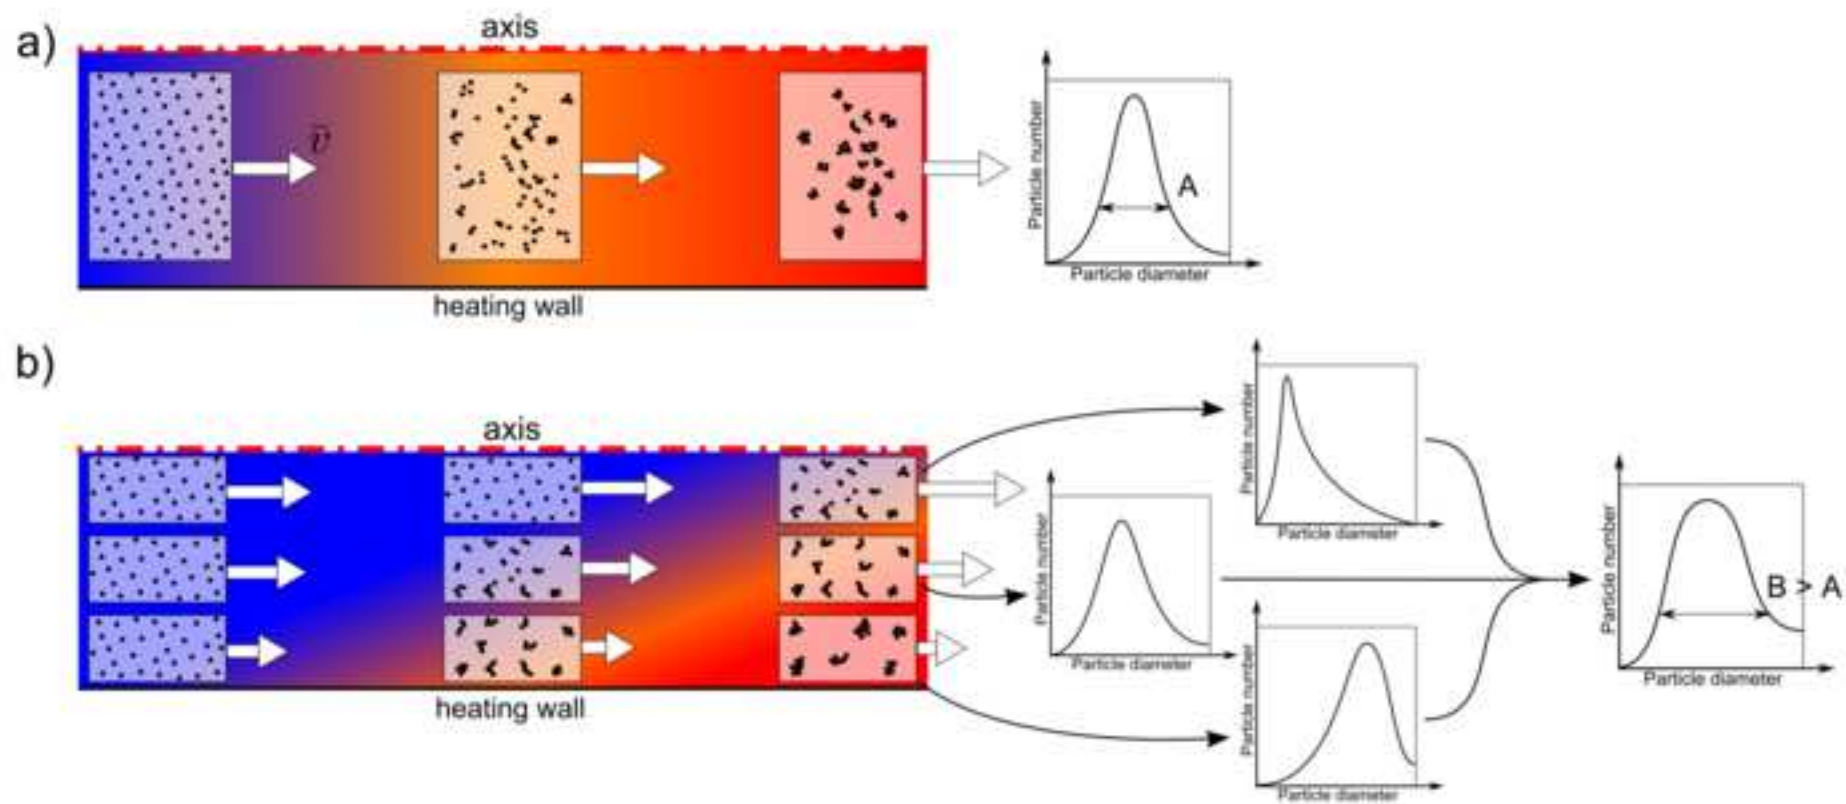 a)
axis
v̄
heating wall
Particle number
A
Particle diameter
b)
axis
heating wall
Particle number
Particle diameter
Particle number
Particle diameter
Particle number
Particle diameter
Particle number
B > A
Particle diameter